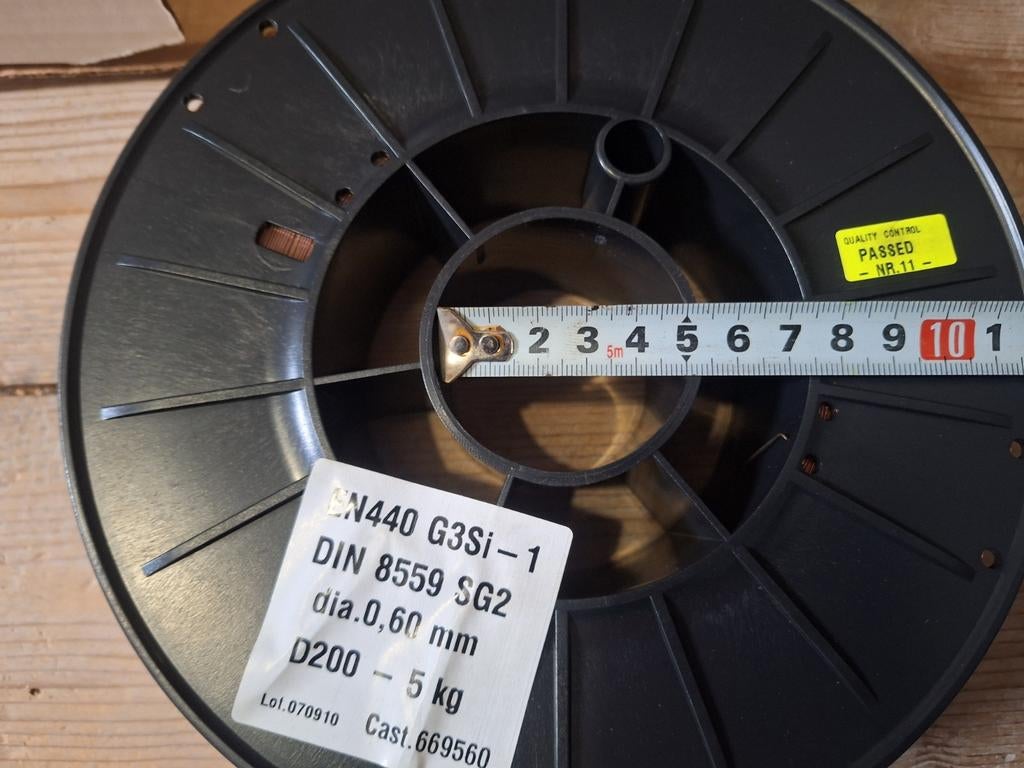 QUALITY CONTROL
PASSED
- NR.11 -
2 3 4 5 6 7 8 9 10 1
5m
EN440 G3Si-1
DIN 8559 SG2
dia.0,60 mm
D200 - 5 kg
Lot.070910 Cast.669560